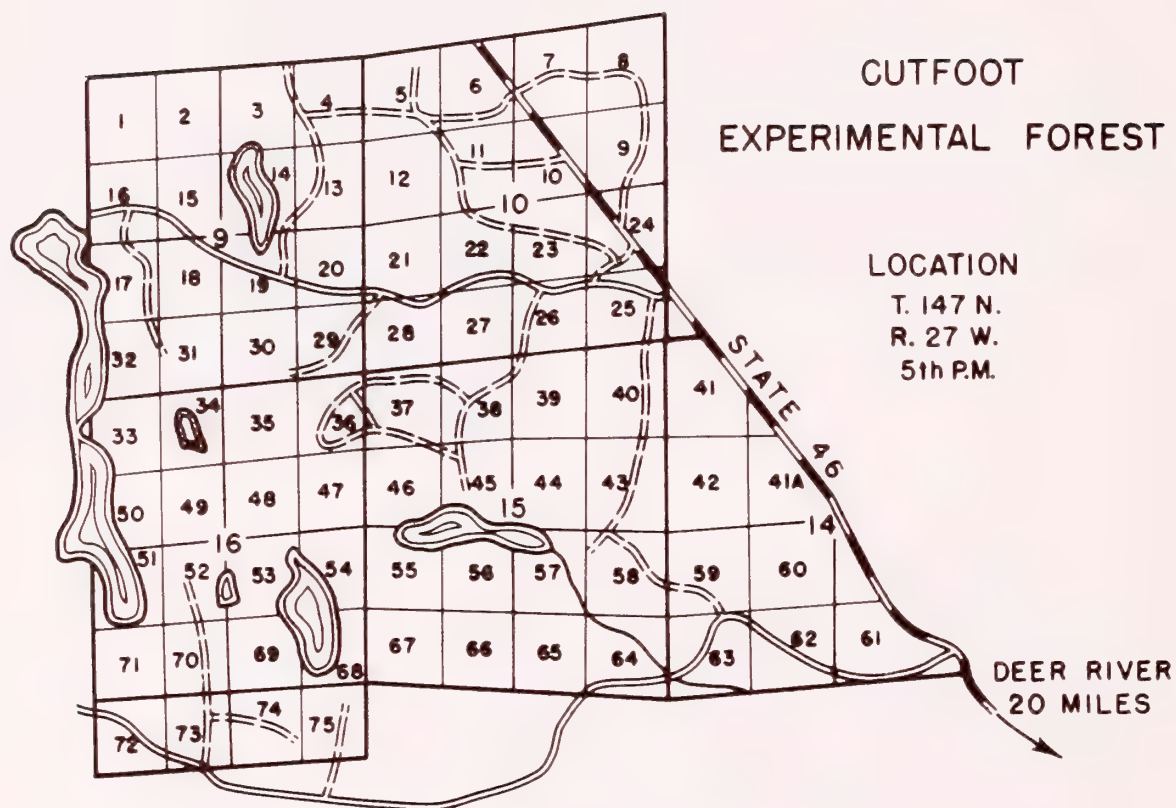 CUTFOOT
EXPERIMENTAL FOREST
LOCATION
T. 147 N.
R. 27 W.
5th P.M.
1 2 3 4 5 6 7 8
16 15 14 13 12 11 10 9
9 10
17 18 19 20 21 22 23 24
32 31 30 29 28 27 26 25
STATE 46
33 34 35 36 37 38 39 40 41
50 49 48 47 46 45 44 43 42 41A
16 15 14
51 52 53 54 55 56 57 58 59 60
71 70 69 68 67 66 65 64 63 62 61
72 73 74 75
DEER RIVER
20 MILES